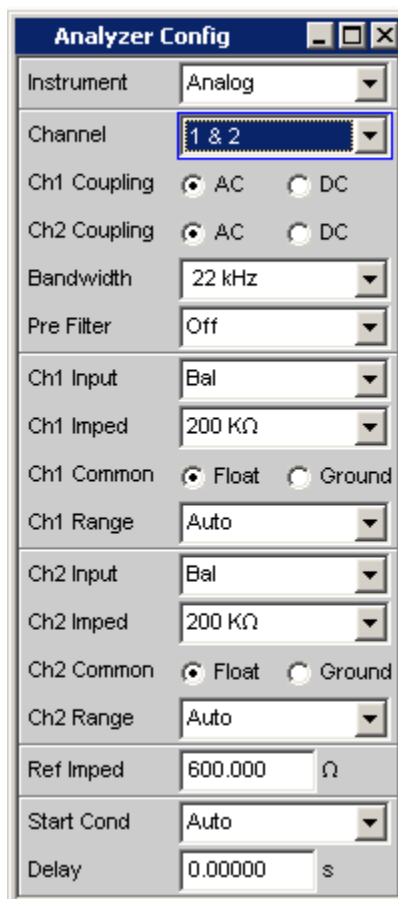 Analyzer Config
Instrument Analog
Channel 1 & 2
Ch1 Coupling AC DC
Ch2 Coupling AC DC
Bandwidth 22 kHz
Pre Filter Off
Ch1 Input Bal
Ch1 Imped 200 KΩ
Ch1 Common Float Ground
Ch1 Range Auto
Ch2 Input Bal
Ch2 Imped 200 KΩ
Ch2 Common Float Ground
Ch2 Range Auto
Ref Imped 600.000 Ω
Start Cond Auto
Delay 0.00000 s